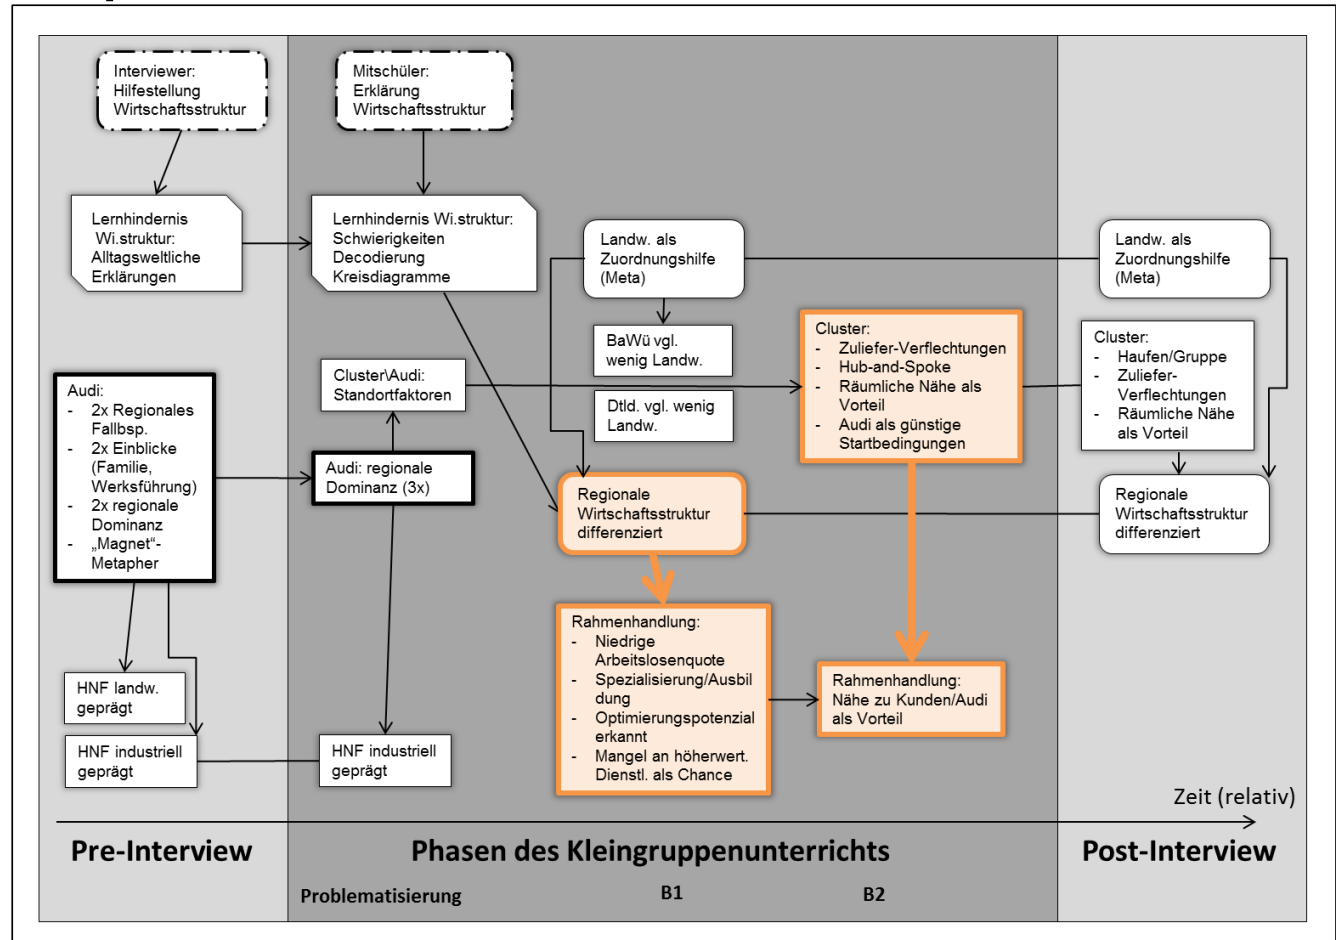 Interviewer:
Hilfestellung
Wirtschaftsstruktur
Mitschüler:
Erklärung
Wirtschaftsstruktur
Lernhindernis
Wi.struktur:
Alltagsweltliche
Erklärungen
Lernhindernis Wi.struktur:
Schwierigkeiten
Decodierung
Kreisdiagramme
Landw. als
Zuordnungshilfe
(Meta)
Landw. als
Zuordnungshilfe
(Meta)
BaWü vgl.
wenig Landw.
Dtld. vgl. wenig
Landw.
Cluster:
- Zuliefer-Verflechtungen
- Hub-and-Spoke
- Räumliche Nähe als
Vorteil
- Audi als günstige
Startbedingungen
Cluster:
- Haufen/Gruppe
- Zuliefer-
Verflechtungen
- Räumliche Nähe
als Vorteil
Audi:
- 2x Regionales
Fallbsp.
- 2x Einblicke
(Familie,
Werksführung)
- 2x regionale
Dominanz
- „Magnet“-
Metapher
Cluster\Audi:
Standortfaktoren
Audi: regionale
Dominanz (3x)
Regionale
Wirtschaftsstruktur
differenziert
Regionale
Wirtschaftsstruktur
differenziert
Rahmenhandlung:
- Niedrige
Arbeitslosenquote
- Spezialisierung/Ausbil
dung
- Optimierungspotenzial
erkannt
- Mangel an höherwert.
Dienstl. als Chance
Rahmenhandlung:
Nähe zu Kunden/Audi
als Vorteil
HNF landw.
geprägt
HNF industriell
geprägt
HNF industriell
geprägt
Zeit (relativ)
Pre-Interview
Phasen des Kleingruppenunterrichts
Post-Interview
Problematisierung
B1
B2